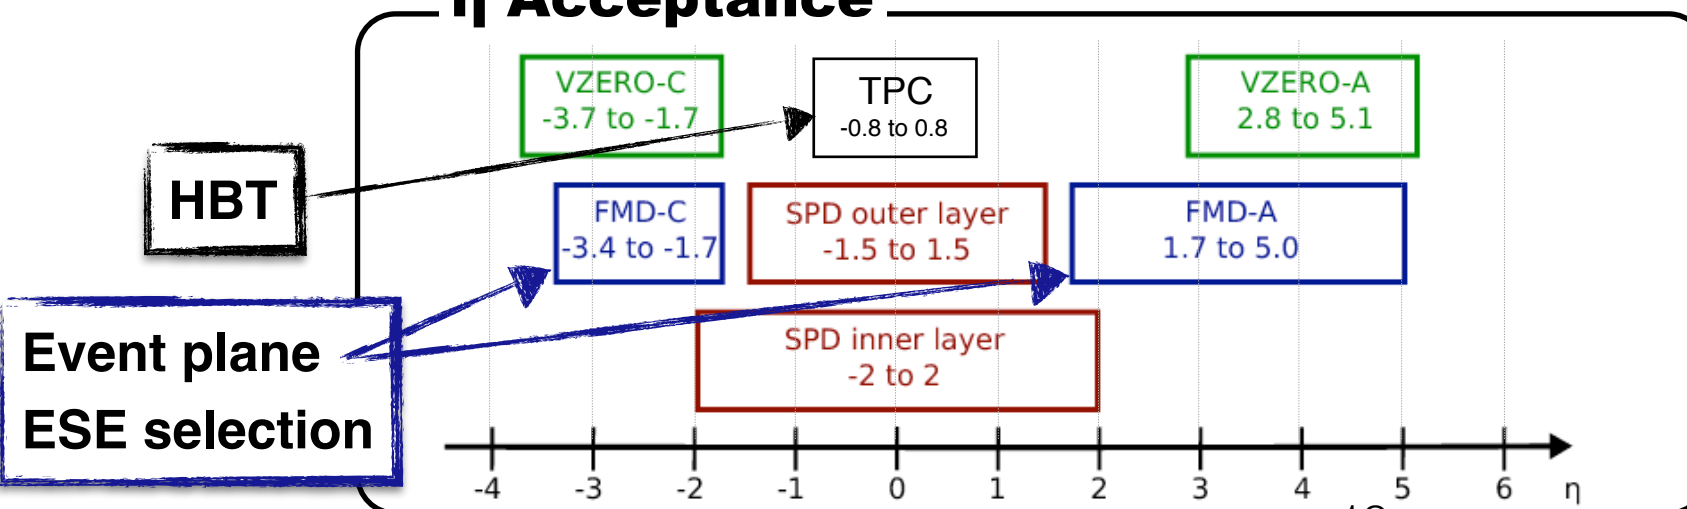 η Acceptance
VZERO-C
-3.7 to -1.7
TPC
-0.8 to 0.8
VZERO-A
2.8 to 5.1
HBT
FMD-C
-3.4 to -1.7
SPD outer layer
-1.5 to 1.5
FMD-A
1.7 to 5.0
Event plane
ESE selection
SPD inner layer
-2 to 2
-4 -3 -2 -1 0 1 2 3 4 5 6 η